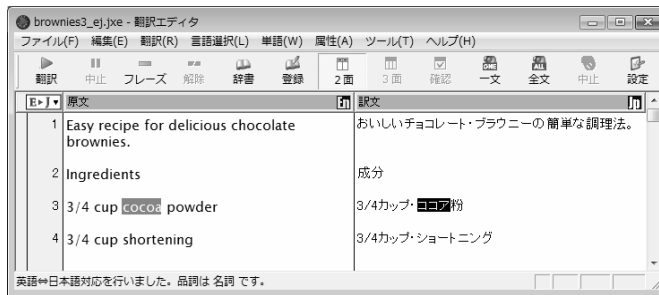 brownies3_ej.jxe - 翻訳エディタ
ファイル(F) 編集(E) 翻訳(R) 言語選択(L) 単語(W) 属性(A) ツール(T) ヘルプ(H)
翻訳 中止 フレーズ 解除 辞書 登録 2面 3面 確認 一文 全文 中止 設定
E▸J▾ 原文 訳文
1 Easy recipe for delicious chocolate brownies. おいしいチョコレート・ブラウニーの簡単な調理法。
2 Ingredients 成分
3 3/4 cup cocoa powder 3/4カップ・ココア粉
4 3/4 cup shortening 3/4カップ・ショートニング
英語⇔日本語対応を行いました。品詞は 名詞 です。